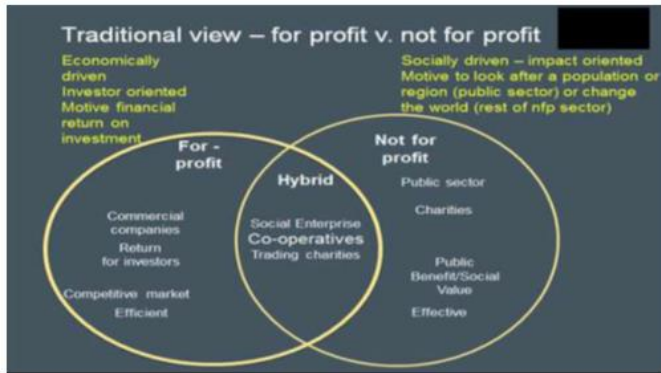 Traditional view – for profit v. not for profit
Economically
driven
Investor oriented
Motive financial
return on
investment
Socially driven – impact oriented
Motive to look after a population or
region (public sector) or change
the world (rest of nfp sector)
For -
profit
Commercial
companies
Return
for investors
Competitive market
Efficient
Hybrid
Social Enterprise
Co-operatives
Trading charities
Not for
profit
Public sector
Charities
Public
Benefit/Social
Value
Effective